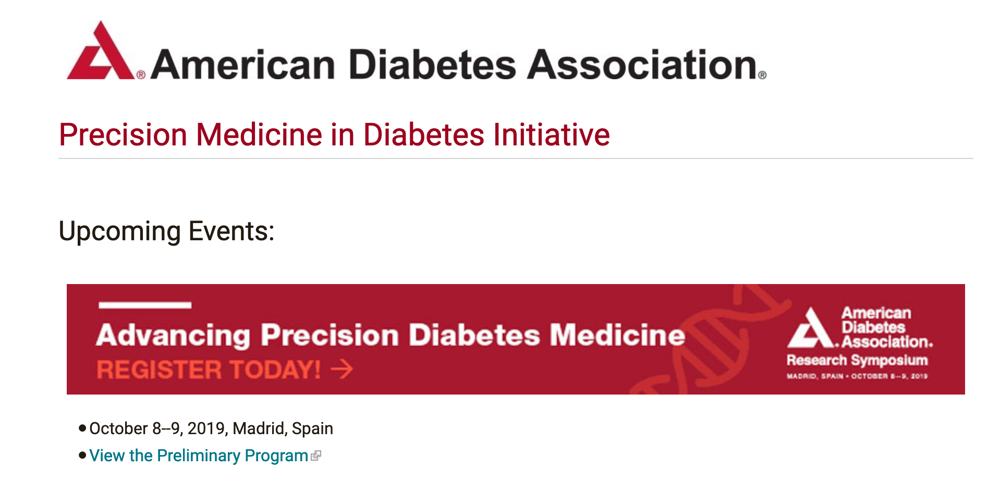 American Diabetes Association®
Precision Medicine in Diabetes Initiative
Upcoming Events:
Advancing Precision Diabetes Medicine
REGISTER TODAY! →
American
Diabetes
Association.
Research Symposium
MADRID, SPAIN • OCTOBER 8–9, 2019
October 8--9, 2019, Madrid, Spain
View the Preliminary Program